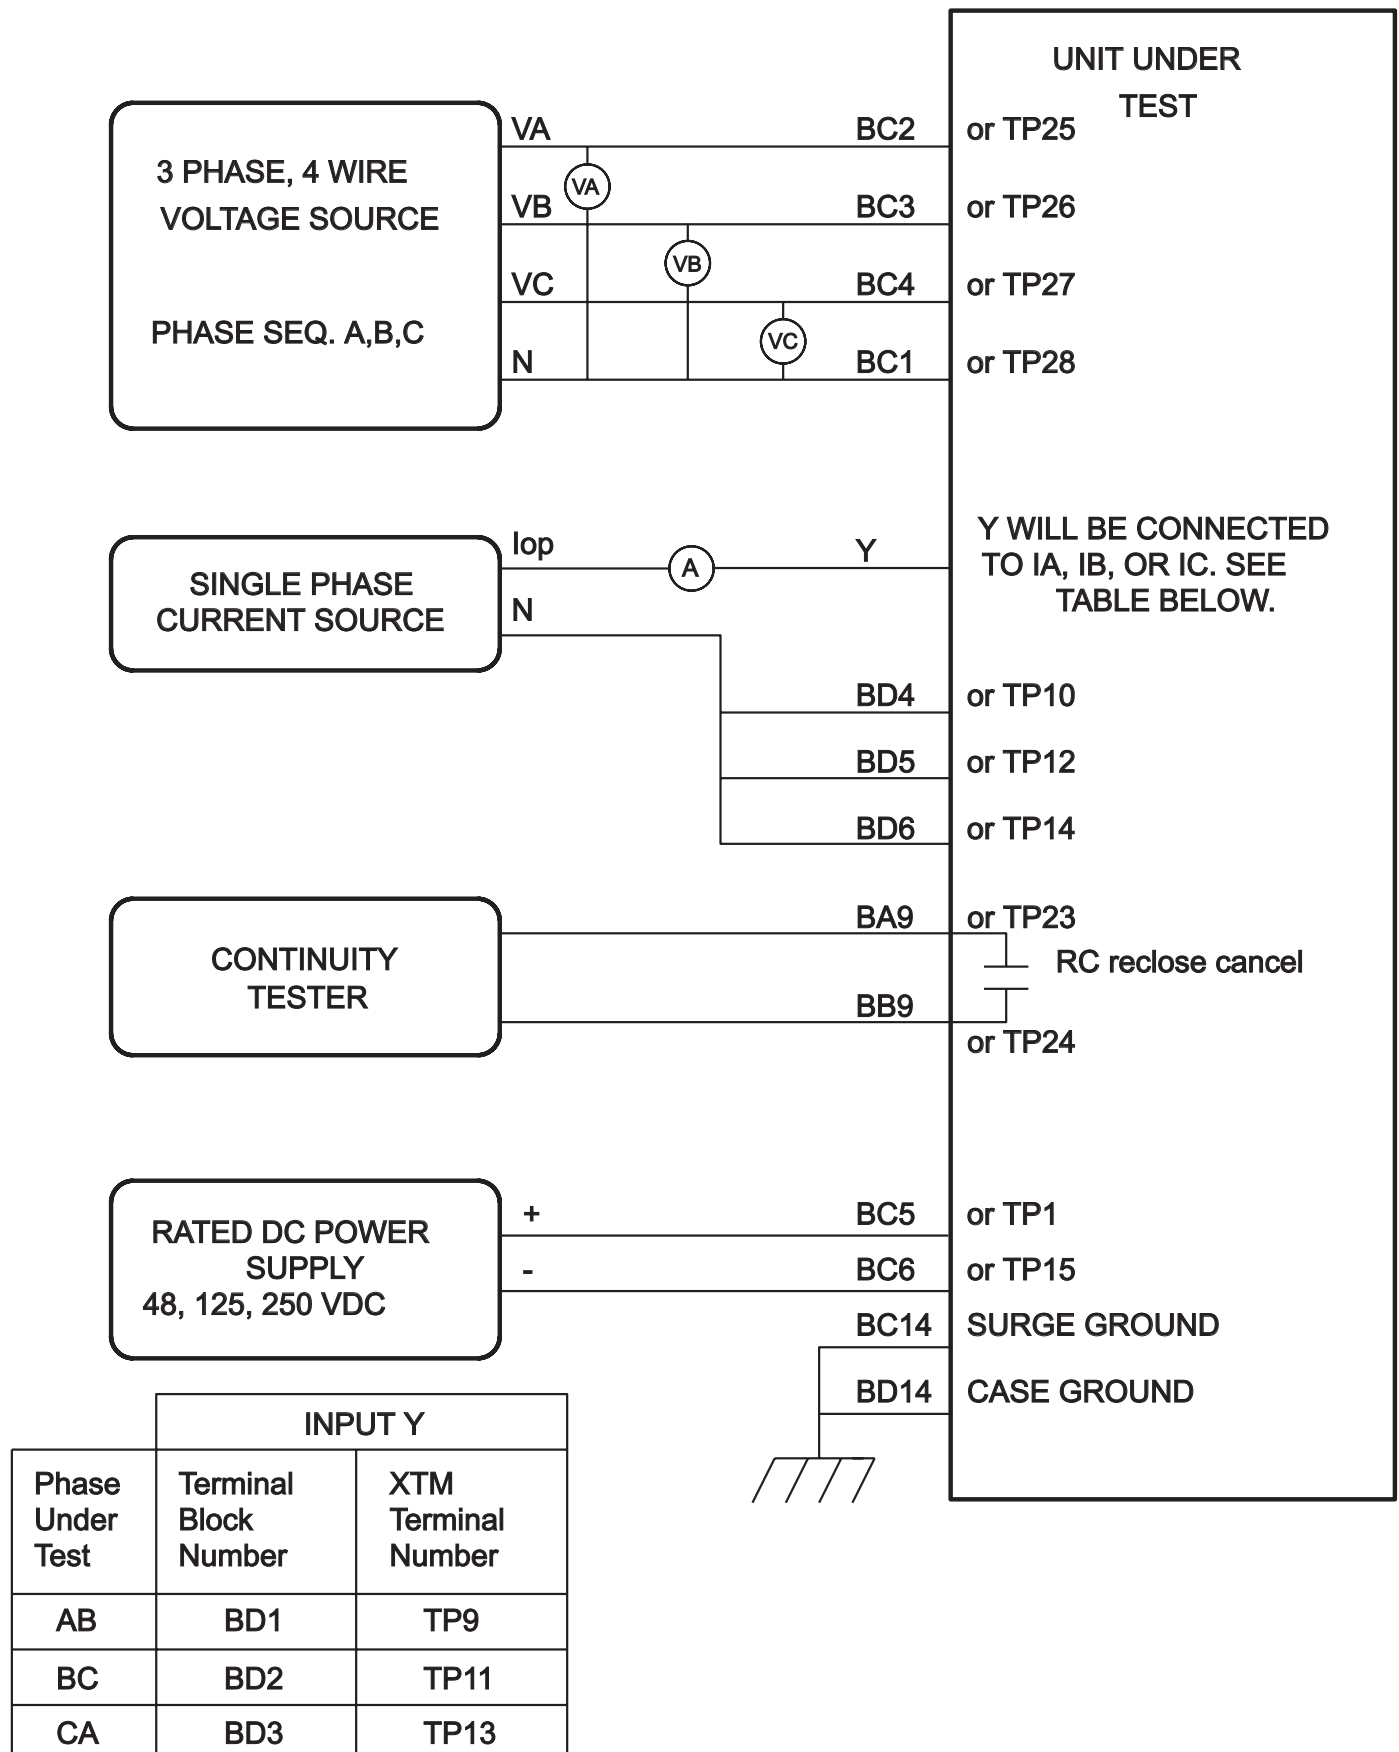 UNIT UNDER
TEST
3 PHASE, 4 WIRE
VOLTAGE SOURCE
PHASE SEQ. A,B,C
VA
VA
BC2
or TP25
VB
VB
BC3
or TP26
VC
VC
BC4
or TP27
N
BC1
or TP28
SINGLE PHASE
CURRENT SOURCE
Iop
A
Y
Y WILL BE CONNECTED
TO IA, IB, OR IC. SEE
TABLE BELOW.
N
BD4
or TP10
BD5
or TP12
BD6
or TP14
CONTINUITY
TESTER
BA9
or TP23
RC reclose cancel
BB9
or TP24
RATED DC POWER
SUPPLY
48, 125, 250 VDC
+
BC5
or TP1
-
BC6
or TP15
BC14
SURGE GROUND
BD14
CASE GROUND
INPUT Y
Phase
Under
Test
Terminal
Block
Number
XTM
Terminal
Number
AB
BD1
TP9
BC
BD2
TP11
CA
BD3
TP13